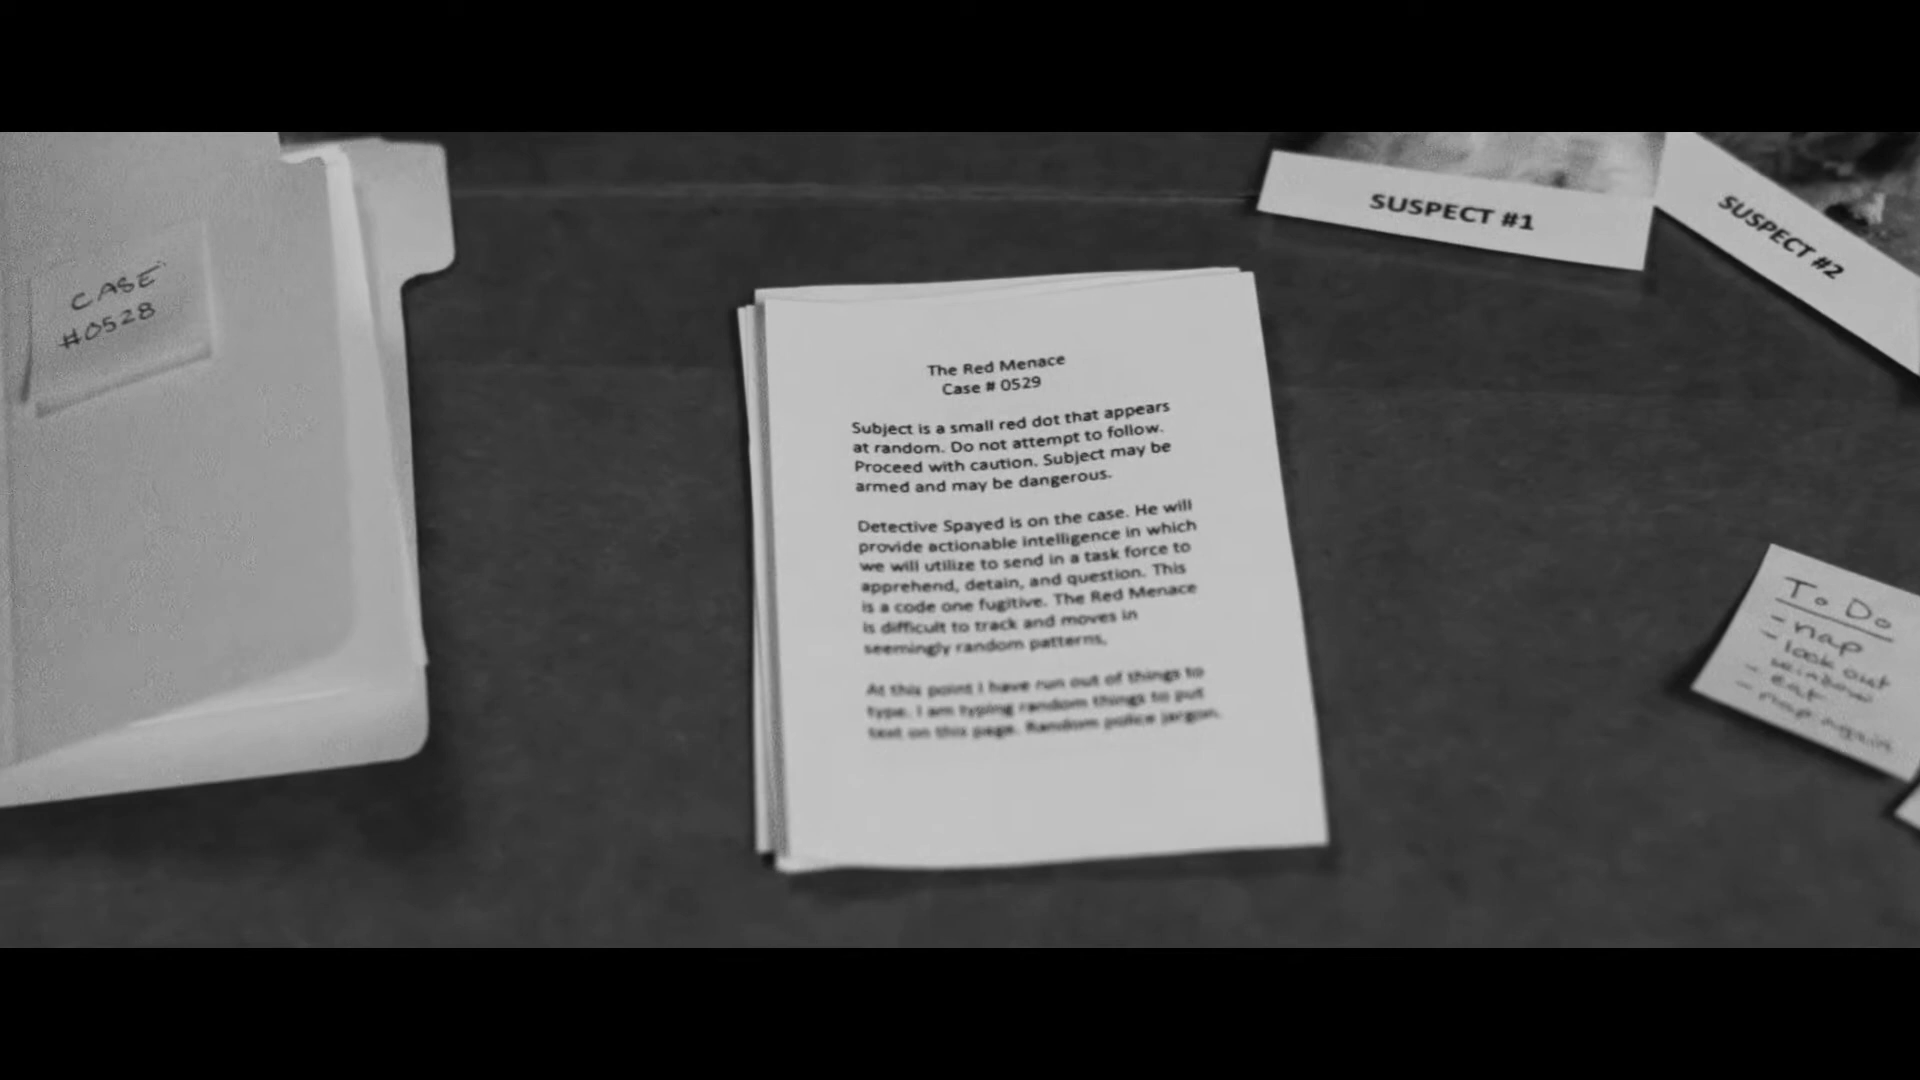 CASE
#0528
The Red Menace
Case # 0529
Subject is a small red dot that appears
at random. Do not attempt to follow.
Proceed with caution. Subject may be
armed and may be dangerous.
Detective Spayed is on the case. He will
provide actionable intelligence in which
we will utilize to send in a task force to
apprehend, detain, and question. This
is a code one fugitive. The Red Menace
is difficult to track and moves in
seemingly random patterns.
At this point I have run out of things to
type. I am typing random things to put
text on this page. Random police jargon.
SUSPECT #1
SUSPECT #2
To Do
- nap
- look out
window
- eat
- nap again